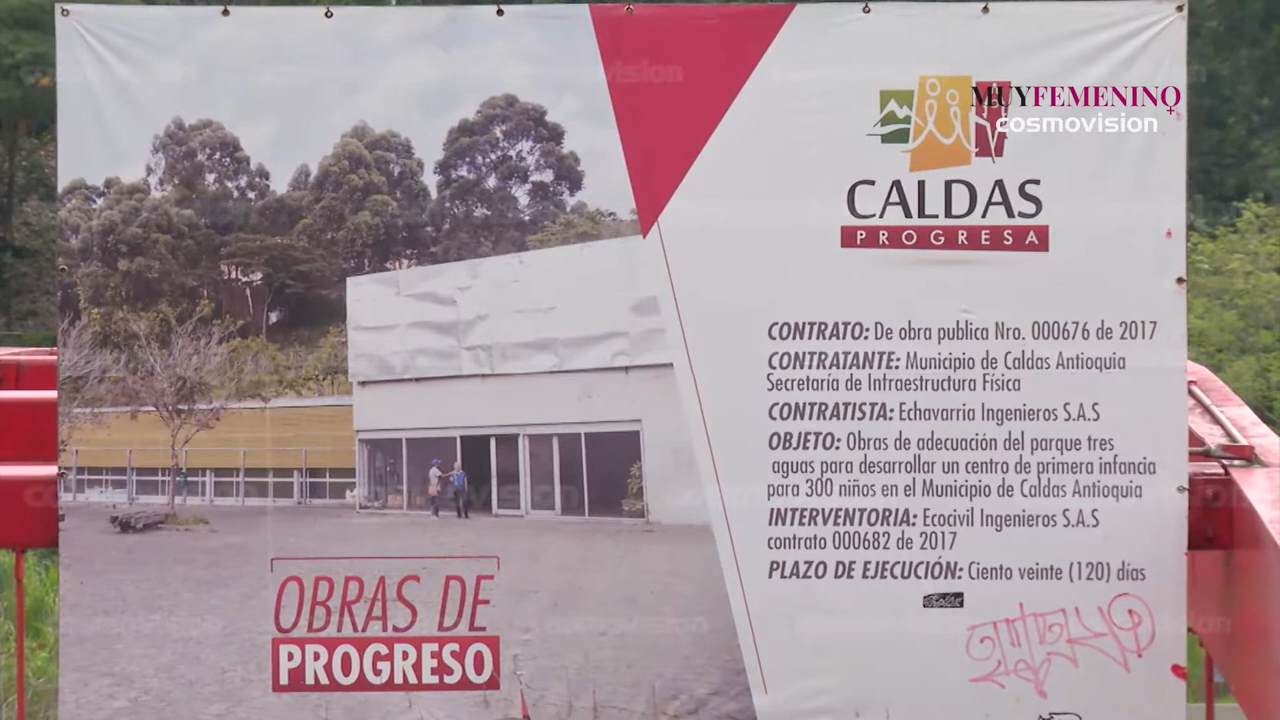 MUYFEMENINO
cosmovision
CALDAS
PROGRESA
CONTRATO: De obra publica Nro. 000676 de 2017
CONTRATANTE: Municipio de Caldas Antioquia
Secretaría de Intraestructura Física
CONTRATISTA: Echavarria Ingenieros S.A.S
OBJETO: Obras de adecuación del parque tres
aguas para desarrollar un centro de primera infancia
para 300 niños en el Municipio de Caldas Antioquia
INTERVENTORIA: Ecocivil Ingenieros S.A.S
contrato 000682 de 2017
PLAZO DE EJECUCIÓN: Ciento veinte (120) días
OBRAS DE
PROGRESO